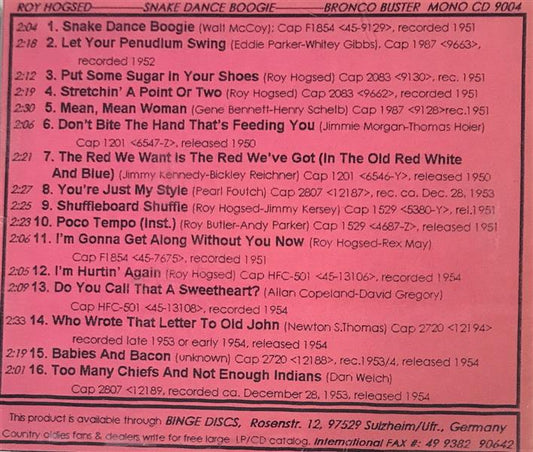 ROY HOGSED SNAKE DANCE BOOGIE BRONCO BUSTER MONO CD 9004
2:04 1. Snake Dance Boogie (Wall McCoy); Cap F1854 <45-9129>, recorded 1951
2:18 2. Let Your Penudlum Swing (Eddie Parker-Whitey Gibbs), Cap 1987 <9663>,
recorded 1952
2:12 3. Put Some Sugar In Your Shoes (Roy Hogsed) Cap 2083 <9130>, rec. 1951
2:19 4. Stretchin' A Point Or Two (Roy Hogsed) Cap 2083 <9662>, recorded 1951
2:30 5. Mean, Mean Woman (Gene Bennett-Henry Schelb) Cap 1987 <9128>rec.1951
2:06 6. Don't Bite The Hand That's Feeding You (Jimmie Morgan-Thomas Hoier)
Cap 1201 <6547-Z>, released 1950
2:21 7. The Red We Want Is The Red We've Got (In The Old Red White
And Blue) (Jimmy Kennedy-Bickley Reichner) Cap 1201 <6546-Y>, released 1950
2:27 8. You're Just My Style (Pearl Foutch) Cap 2807 <12187>, rec. ca. Dec. 28, 1953
2:25 9. Shuffleboard Shuffle (Roy Hogsed-Jimmy Kersey) Cap 1529 <5380-Y>, rel.1951
2:23 10. Poco Tempo (Inst.) (Roy Butler-Andy Parker) Cap 1529 <4687-Z>, released 1951
2:06 11. I'm Gonna Get Along Without You Now (Roy Hogsed-Rex May)
Cap F1854 <45-7675>, recorded 1951
2:05 12. I'm Hurtin' Again (Roy Hogsed) Cap HFC-501 <45-13106>, recorded 1954
2:09 13. Do You Call That A Sweetheart? (Allan Copeland-David Gregory)
Cap HFC-501 <45-13108>, recorded 1954
2:33 14. Who Wrote That Letter To Old John (Newton S.Thomas) Cap 2720 <12194>
recorded late 1953 or early 1954, released 1954
2:19 15. Babies And Bacon (unknown) Cap 2720 <12188>, rec.1953/4, released 1954
2:01 16. Too Many Chiefs And Not Enough Indians (Dan Welch)
Cap 2807 <12189, recorded ca. December 28, 1953, released 1954
This product is available through BINGE DISCS, Rosenstr. 12, 97529 Sulzheim/Ufr., Germany
Country oldies fans & dealers write for free large LP/CD catalog. International FAX #: 49 9382 90642